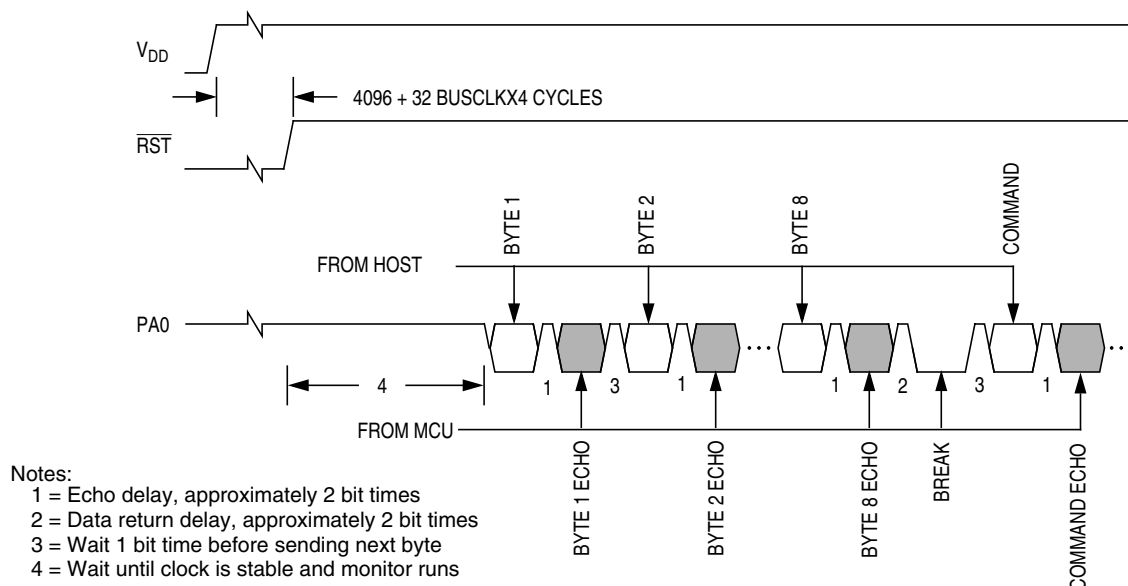 VDD
4096 + 32 BUSCLKX4 CYCLES
RST
BYTE 1
BYTE 2
BYTE 8
COMMAND
FROM HOST
PA0
4
1
3
1
1
2
3
1
FROM MCU
BYTE 1 ECHO
BYTE 2 ECHO
BYTE 8 ECHO
BREAK
COMMAND ECHO
Notes:
1 = Echo delay, approximately 2 bit times
2 = Data return delay, approximately 2 bit times
3 = Wait 1 bit time before sending next byte
4 = Wait until clock is stable and monitor runs